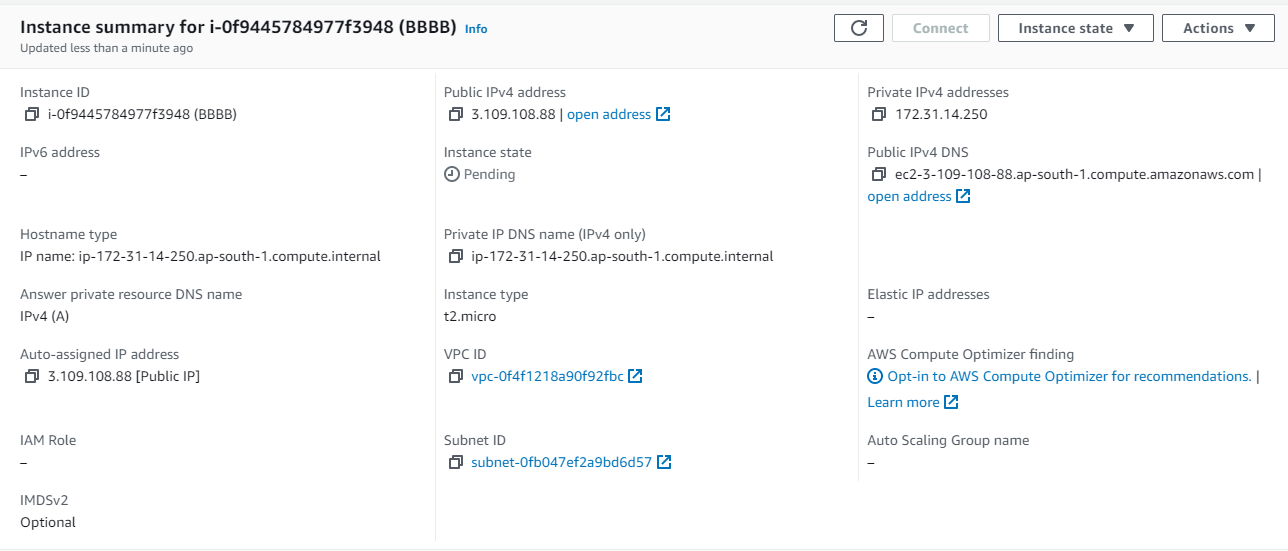 Instance summary for i-0f9445784977f3948 (BBBB) Info
Updated less than a minute ago
Connect
Instance state
Actions
Instance ID
i-0f9445784977f3948 (BBBB)
Public IPv4 address
3.109.108.88 | open address
Private IPv4 addresses
172.31.14.250
IPv6 address
–
Instance state
Pending
Public IPv4 DNS
ec2-3-109-108-88.ap-south-1.compute.amazonaws.com |
open address
Hostname type
IP name: ip-172-31-14-250.ap-south-1.compute.internal
Private IP DNS name (IPv4 only)
ip-172-31-14-250.ap-south-1.compute.internal
Answer private resource DNS name
IPv4 (A)
Instance type
t2.micro
Elastic IP addresses
–
Auto-assigned IP address
3.109.108.88 [Public IP]
VPC ID
vpc-0f4f1218a90f92fbc
AWS Compute Optimizer finding
Opt-in to AWS Compute Optimizer for recommendations. |
Learn more
IAM Role
–
Subnet ID
subnet-0fb047ef2a9bd6d57
Auto Scaling Group name
–
IMDSv2
Optional